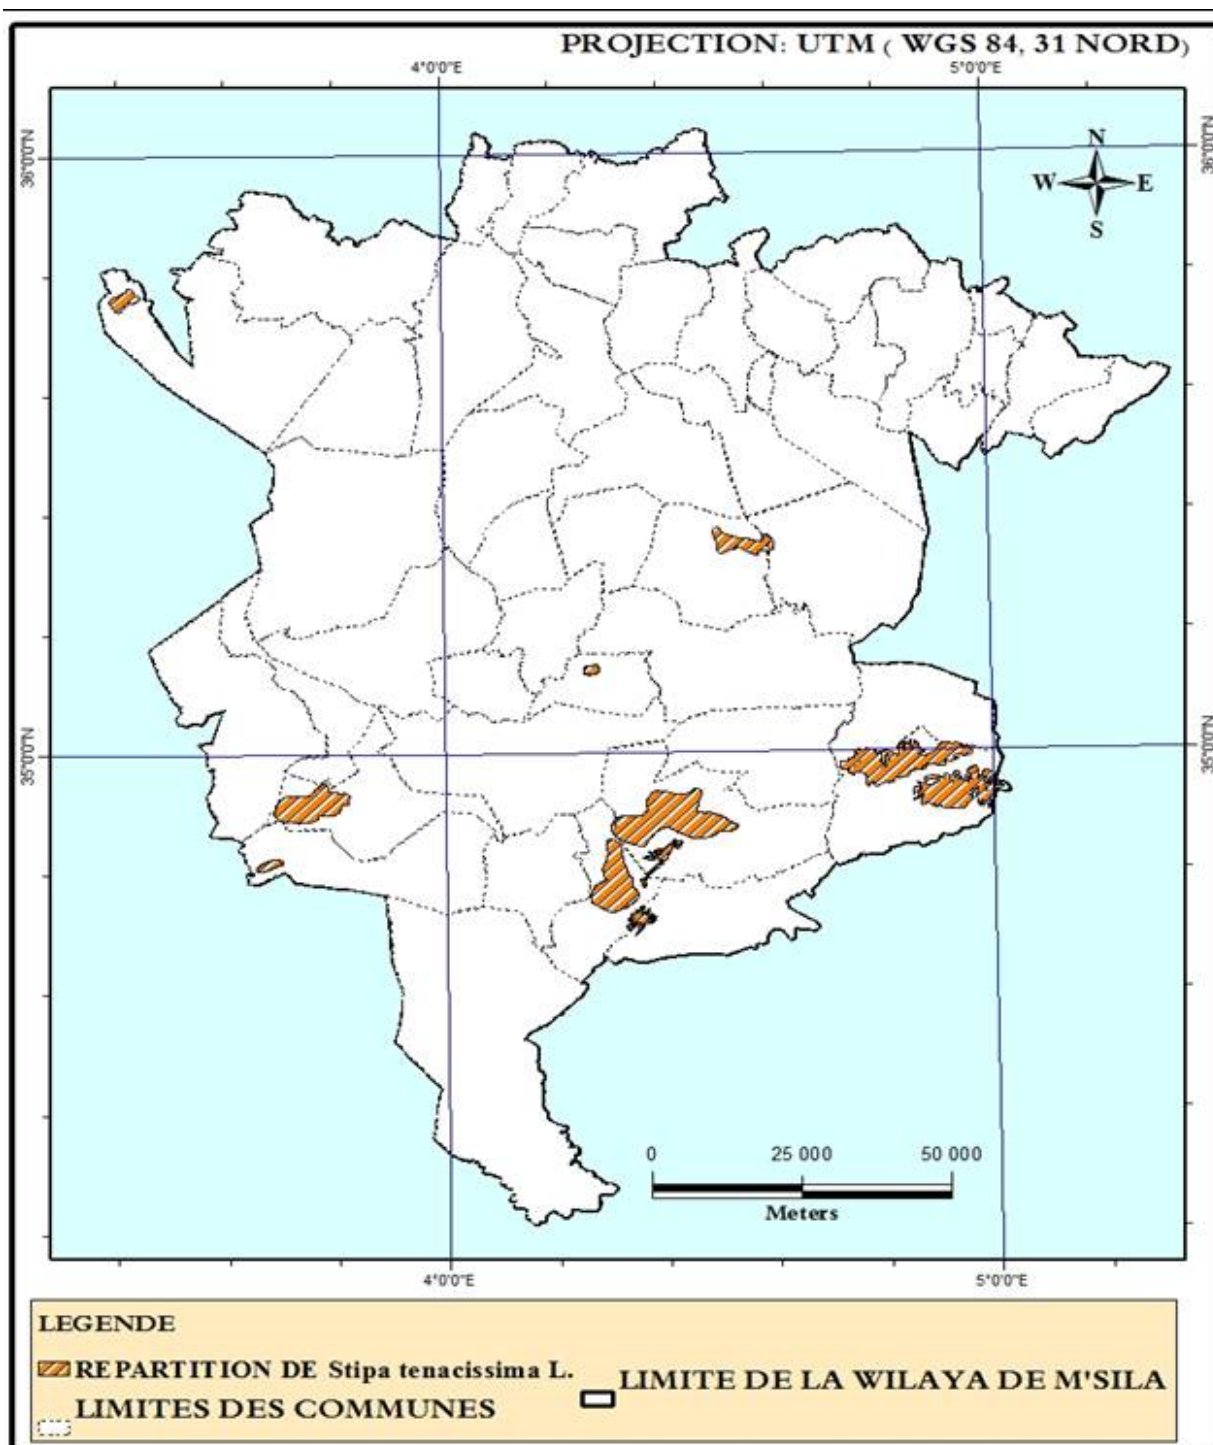 PROJECTION: UTM ( WGS 84, 31 NORD)
4°0'0"E 5°0'0"E
36°0'0"N 36°0'0"N
N
W E
S
35°0'0"N 35°0'0"N
0 25 000 50 000
Meters
4°0'0"E 5°0'0"E
LEGENDE
REPARTITION DE Stipa tenacissima L.
LIMITE DE LA WILAYA DE M'SILA
LIMITES DES COMMUNES